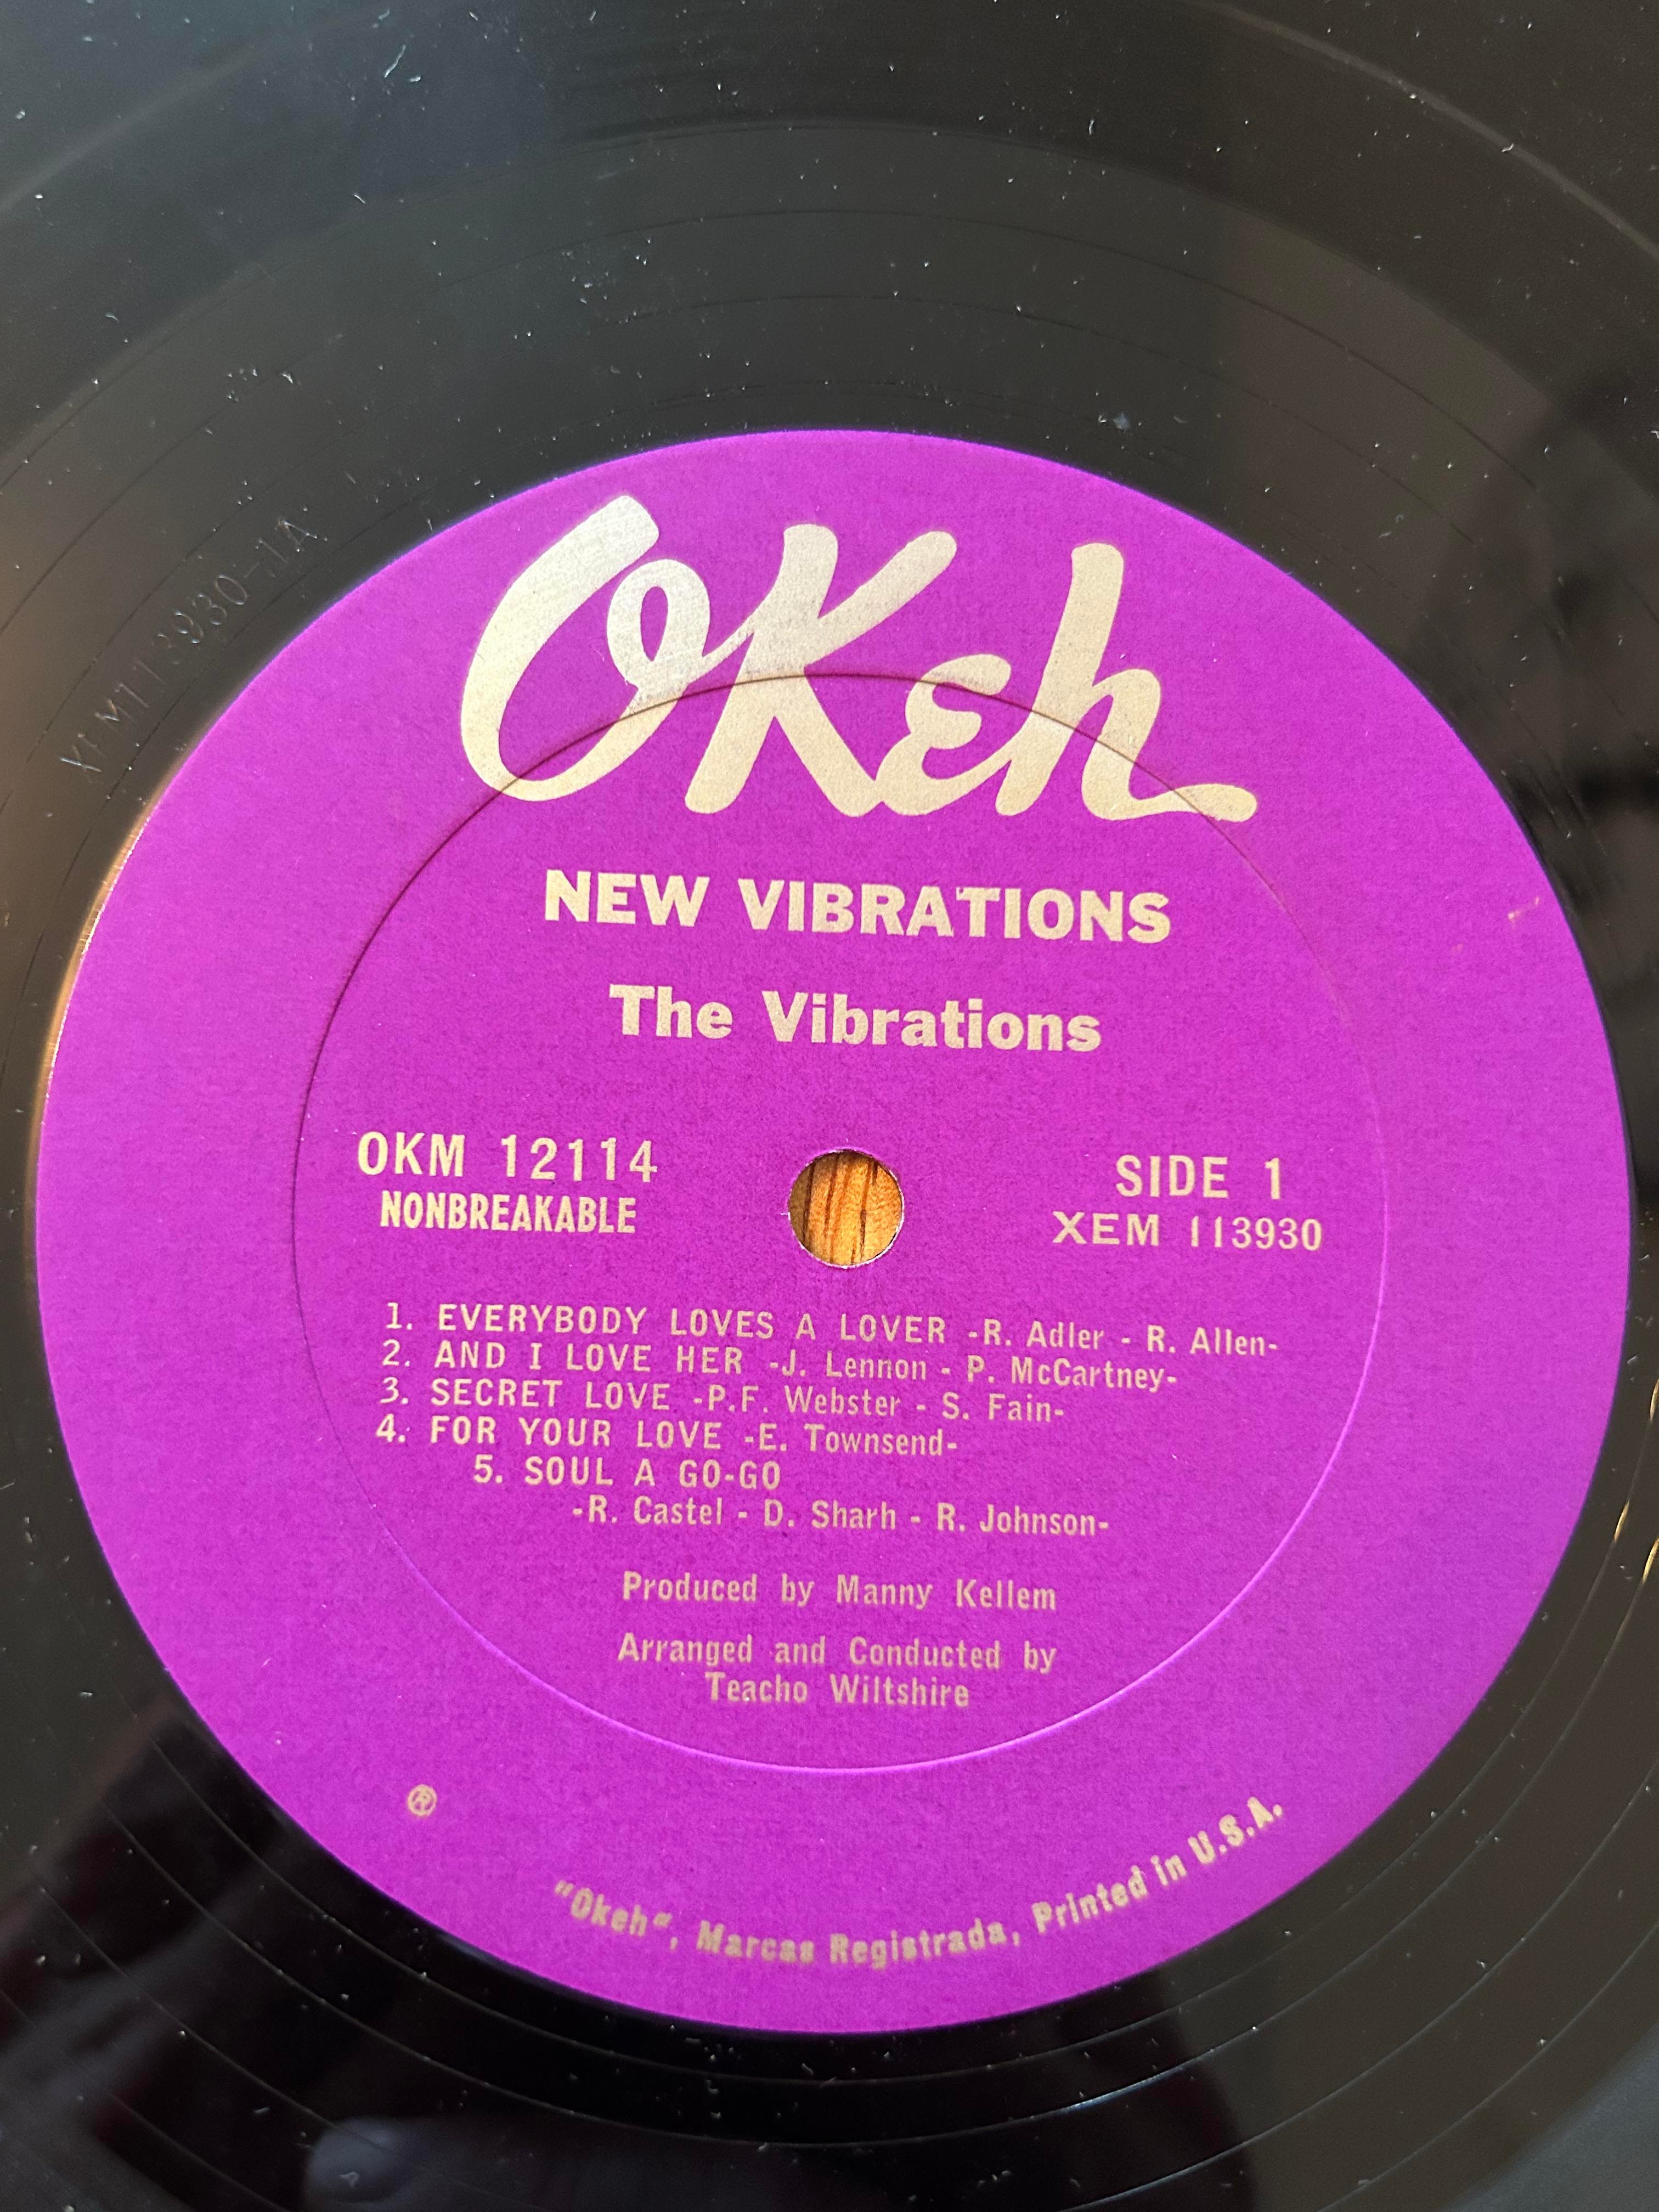 OKeh
NEW VIBRATIONS
The Vibrations
OKM 12114
NONBREAKABLE
SIDE 1
XEM 113930
1. EVERYBODY LOVES A LOVER -R. Adler - R. Allen-
2. AND I LOVE HER -J. Lennon - P. McCartney-
3. SECRET LOVE -P.F. Webster - S. Fain-
4. FOR YOUR LOVE -E. Townsend-
5. SOUL A GO-GO
-R. Castel - D. Sharh - R. Johnson-
Produced by Manny Kellem
Arranged and Conducted by
Teacho Wiltshire
®
"Okeh", Marcas Registrada, Printed in U.S.A.
XEM113930-1A